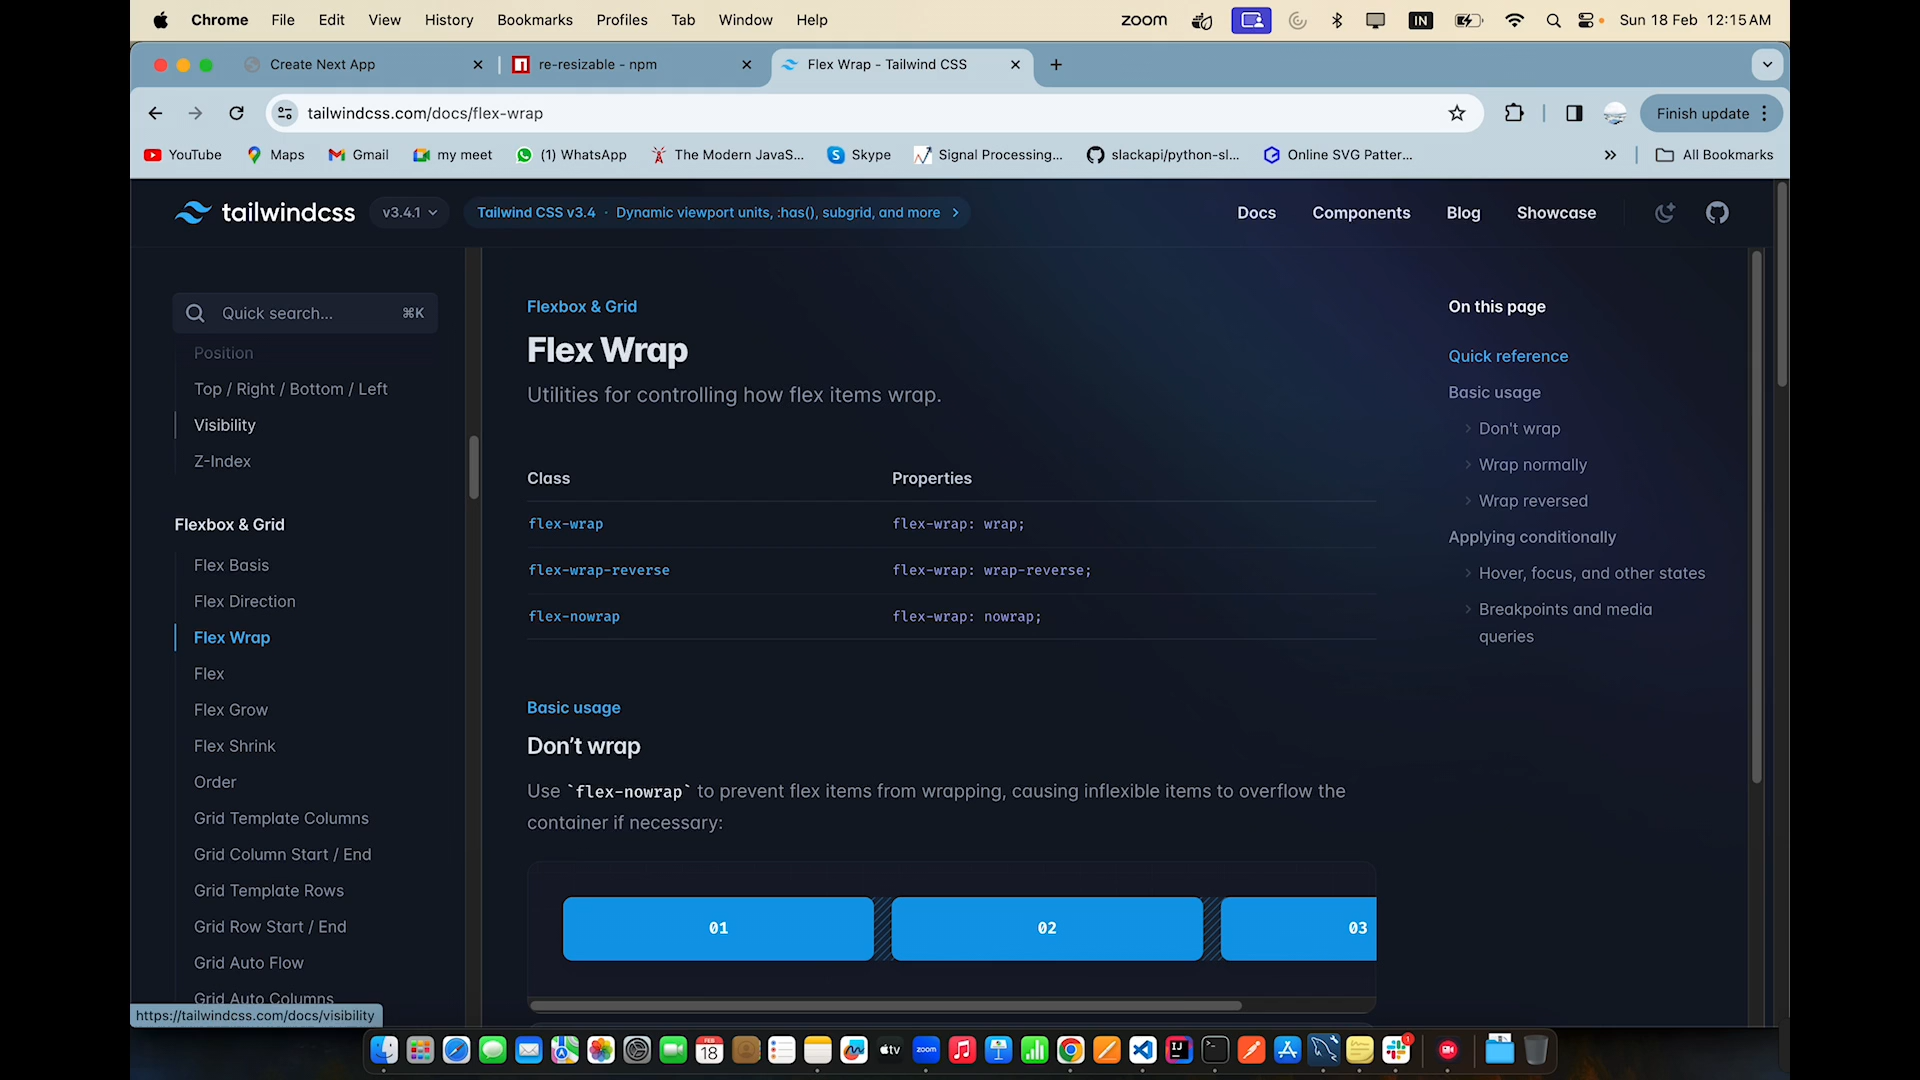 Chrome File Edit View History Bookmarks Profiles Tab Window Help zoom IN Sun 18 Feb 12:15 AM
Create Next App re-resizable - npm Flex Wrap - Tailwind CSS
tailwindcss.com/docs/flex-wrap Finish update
YouTube Maps Gmail my meet (1) WhatsApp The Modern JavaS... Skype Signal Processing... slackapi/python-sl... Online SVG Patter... All Bookmarks
tailwindcss v3.4.1 Tailwind CSS v3.4 · Dynamic viewport units, :has(), subgrid, and more Docs Components Blog Showcase
Quick search... ⌘K
Position
Top / Right / Bottom / Left
Visibility
Z-Index
Flexbox & Grid
Flex Basis
Flex Direction
Flex Wrap
Flex
Flex Grow
Flex Shrink
Order
Grid Template Columns
Grid Column Start / End
Grid Template Rows
Grid Row Start / End
Grid Auto Flow
Grid Auto Columns
https://tailwindcss.com/docs/visibility
Flexbox & Grid
Flex Wrap
Utilities for controlling how flex items wrap.
Class Properties
flex-wrap flex-wrap: wrap;
flex-wrap-reverse flex-wrap: wrap-reverse;
flex-nowrap flex-wrap: nowrap;
Basic usage
Don’t wrap
Use `flex-nowrap` to prevent flex items from wrapping, causing inflexible items to overflow the
container if necessary:
01 02 03
On this page
Quick reference
Basic usage
Don't wrap
Wrap normally
Wrap reversed
Applying conditionally
Hover, focus, and other states
Breakpoints and media
queries
FEB
18
tv
zoom
IJ
1